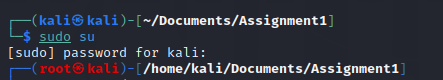 ┌──(kali㉿kali)-[~/Documents/Assignment1]
└─$ sudo su
[sudo] password for kali:
┌──(root㉿kali)-[/home/kali/Documents/Assignment1]